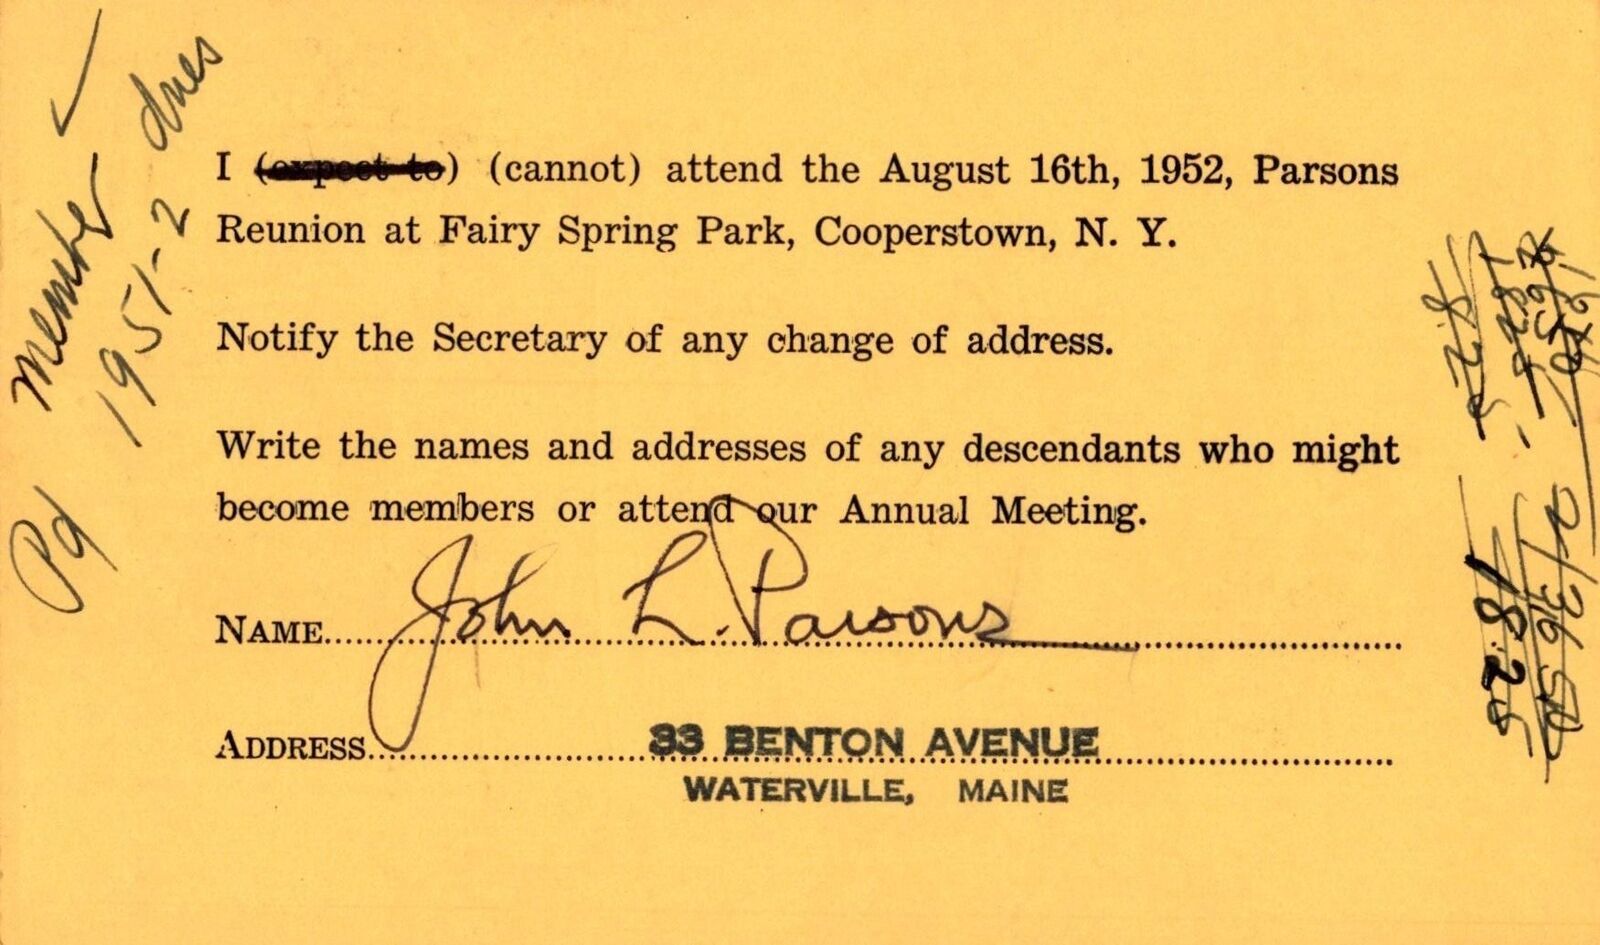 member ✓
Pd 1951-2 dues
I (expect to) (cannot) attend the August 16th, 1952, Parsons
Reunion at Fairy Spring Park, Cooperstown, N. Y.
Notify the Secretary of any change of address.
Write the names and addresses of any descendants who might
become members or attend our Annual Meeting.
NAME John L. Parsons
ADDRESS 33 BENTON AVENUE
WATERVILLE, MAINE
18.25